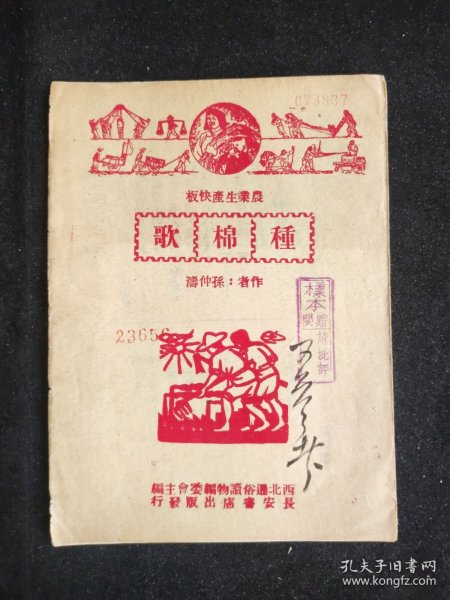 073837
農業生產快板
種棉歌
作者：孫仲濤
樣本
請批評
23656
西北通俗讀物編委會主編
長安書店出版發行
孔夫子旧书网
www.kongfz.com